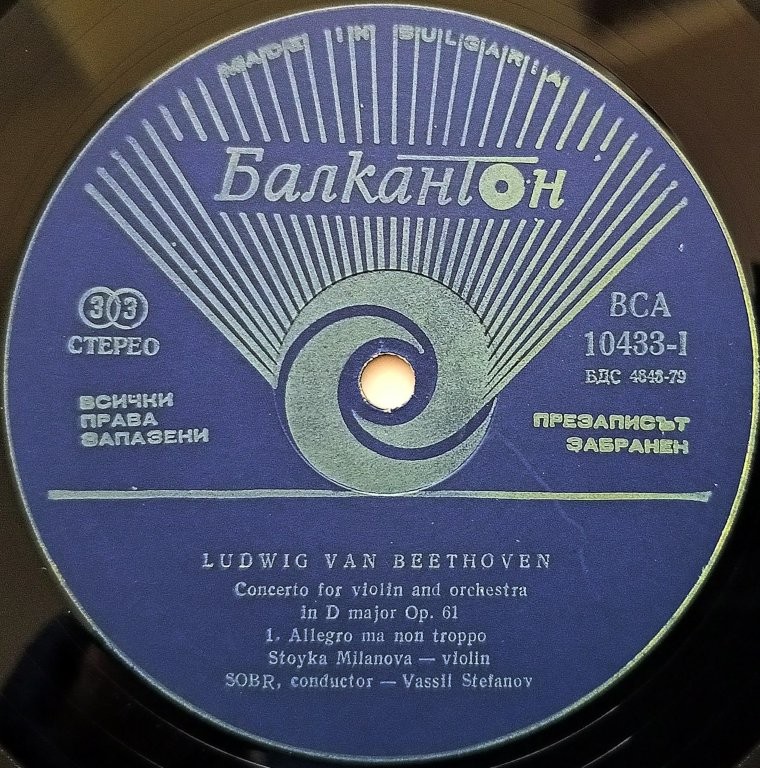 MADE IN BULGARIA
Балкантон
33
СТЕРЕО
ВСИЧКИ
ПРАВА
ЗАПАЗЕНИ
ВСА
10433-I
БДС 4848-79
ПРЕЗАПИСЪТ
ЗАБРАНЕН
LUDWIG VAN BEETHOVEN
Concerto for violin and orchestra
in D major Op. 61
1. Allegro ma non troppo
Stoyka Milanova — violin
SOBR, conductor — Vassil Stefanov